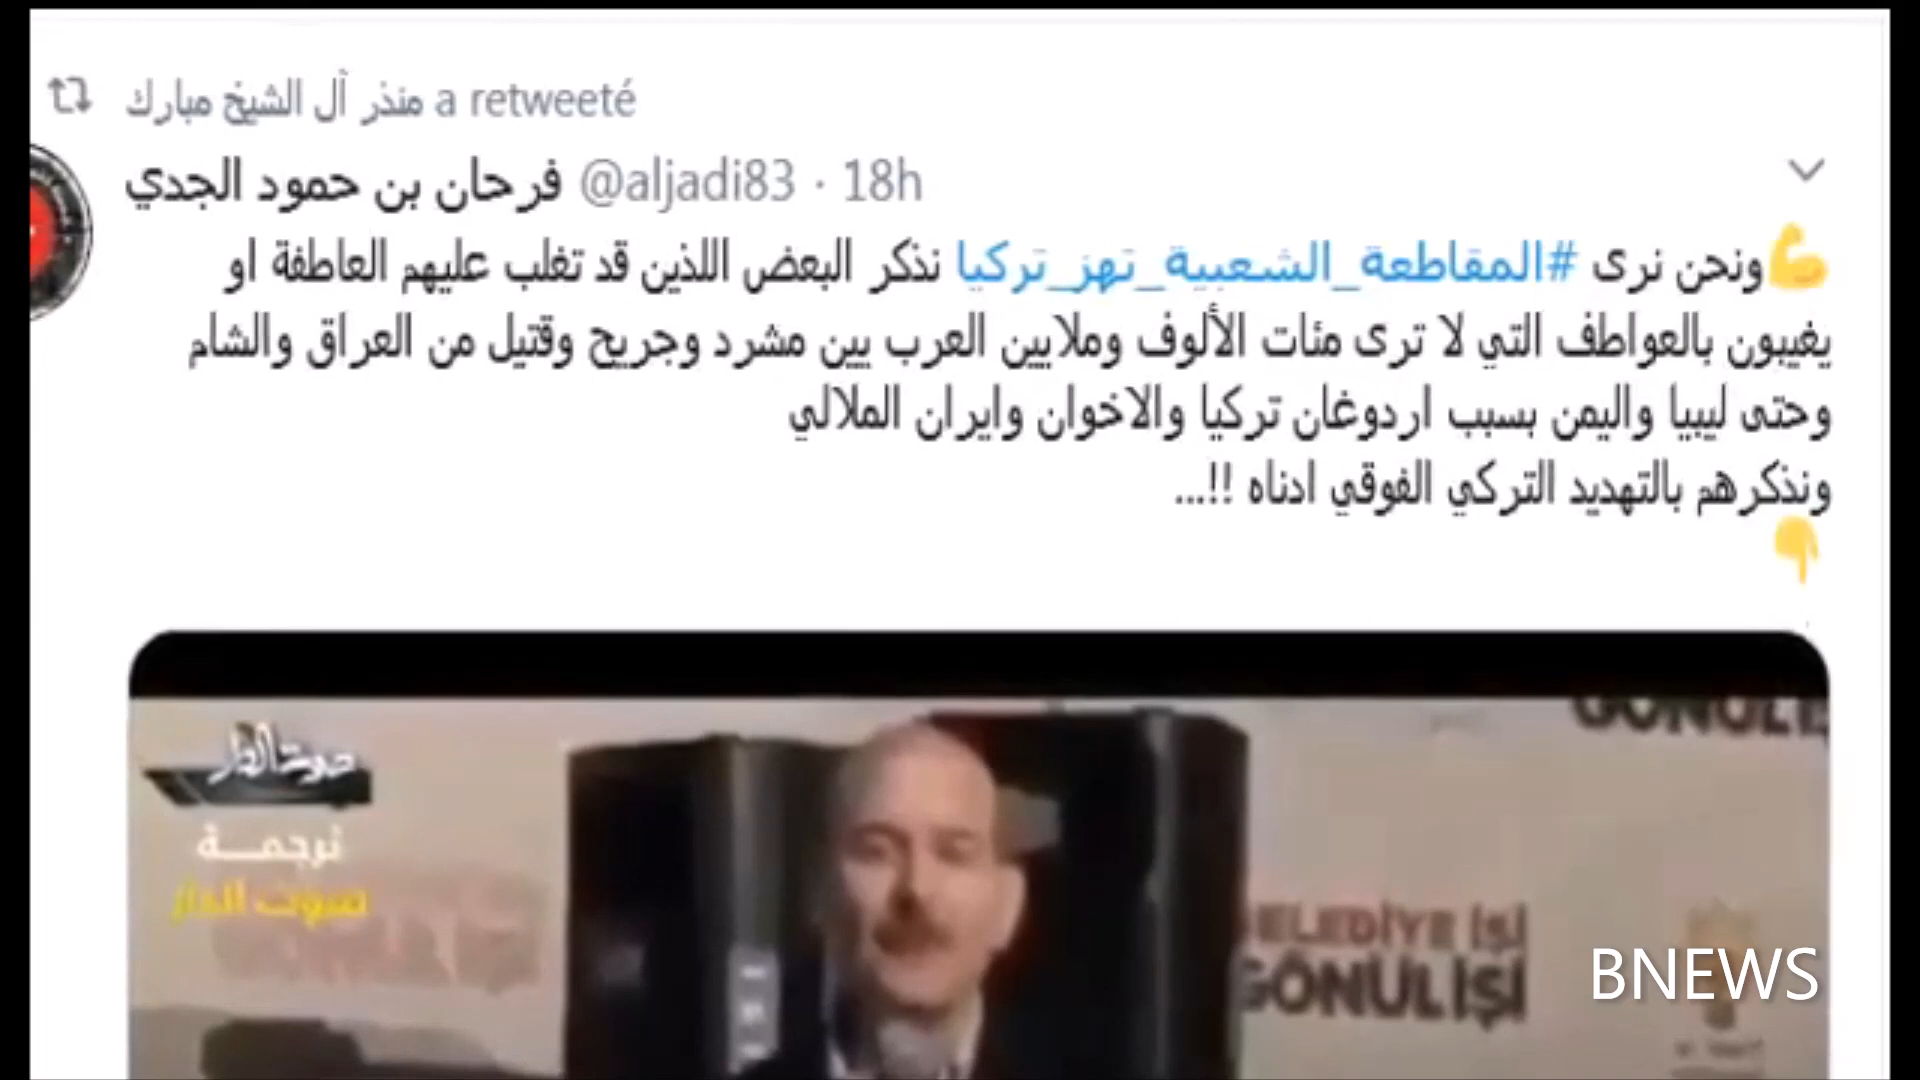 منذر آل الشيخ مبارك a retweeté
فرحان بن حمود الجدي @aljadi83 · 18h
💪ونحن نرى #المقاطعة_الشعبية_تهز_تركيا نذكر البعض اللذين قد تغلب عليهم العاطفة او
يغيبون بالعواطف التي لا ترى مئات الألوف وملايين العرب بين مشرد وجريح وقتيل من العراق والشام
وحتى ليبيا واليمن بسبب اردوغان تركيا والاخوان وايران الملالي
ونذكرهم بالتهديد التركي الفوقي ادناه !!...
👇
GÖNÜL
صوت الدار
ترجمـــة
صوت الدار
BELEDİYE İŞİ
GÖNÜL İŞİ
BNEWS